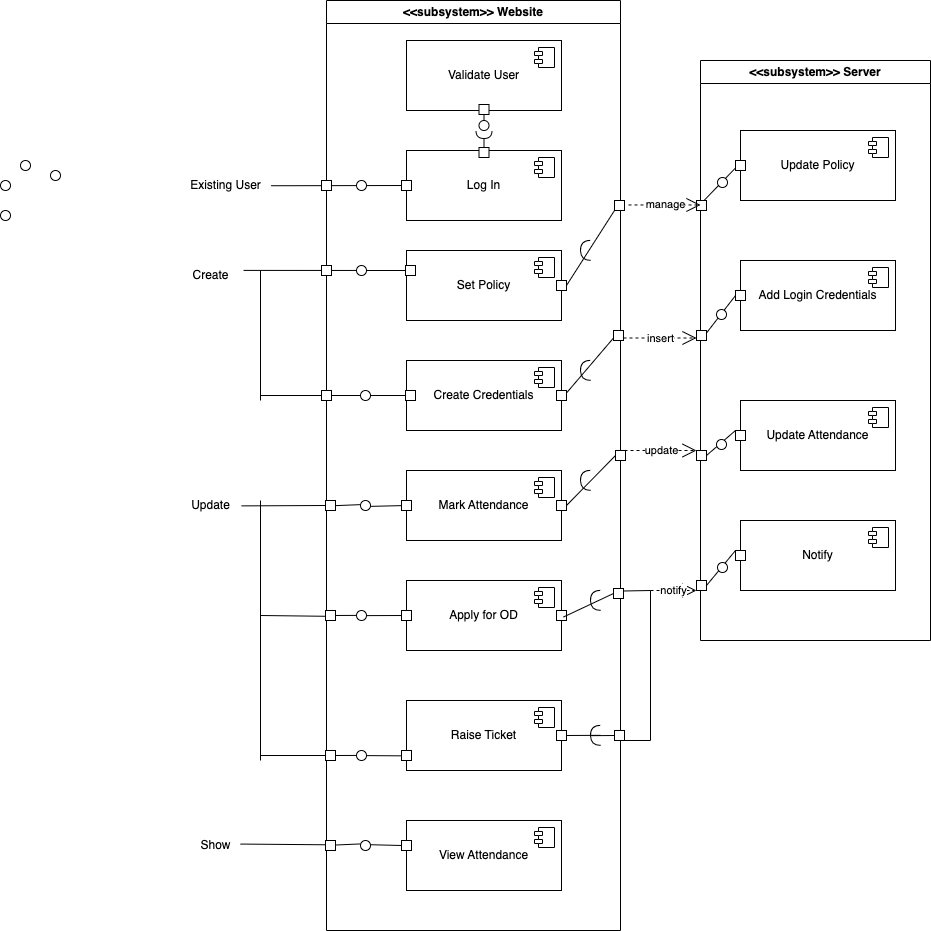 <<subsystem>> Website
Validate User
<<subsystem>> Server
Existing User
Log In
Update Policy
manage
Create
Set Policy
Add Login Credentials
insert
Create Credentials
Update Attendance
update
Update
Mark Attendance
Notify
notify
Apply for OD
Raise Ticket
Show
View Attendance